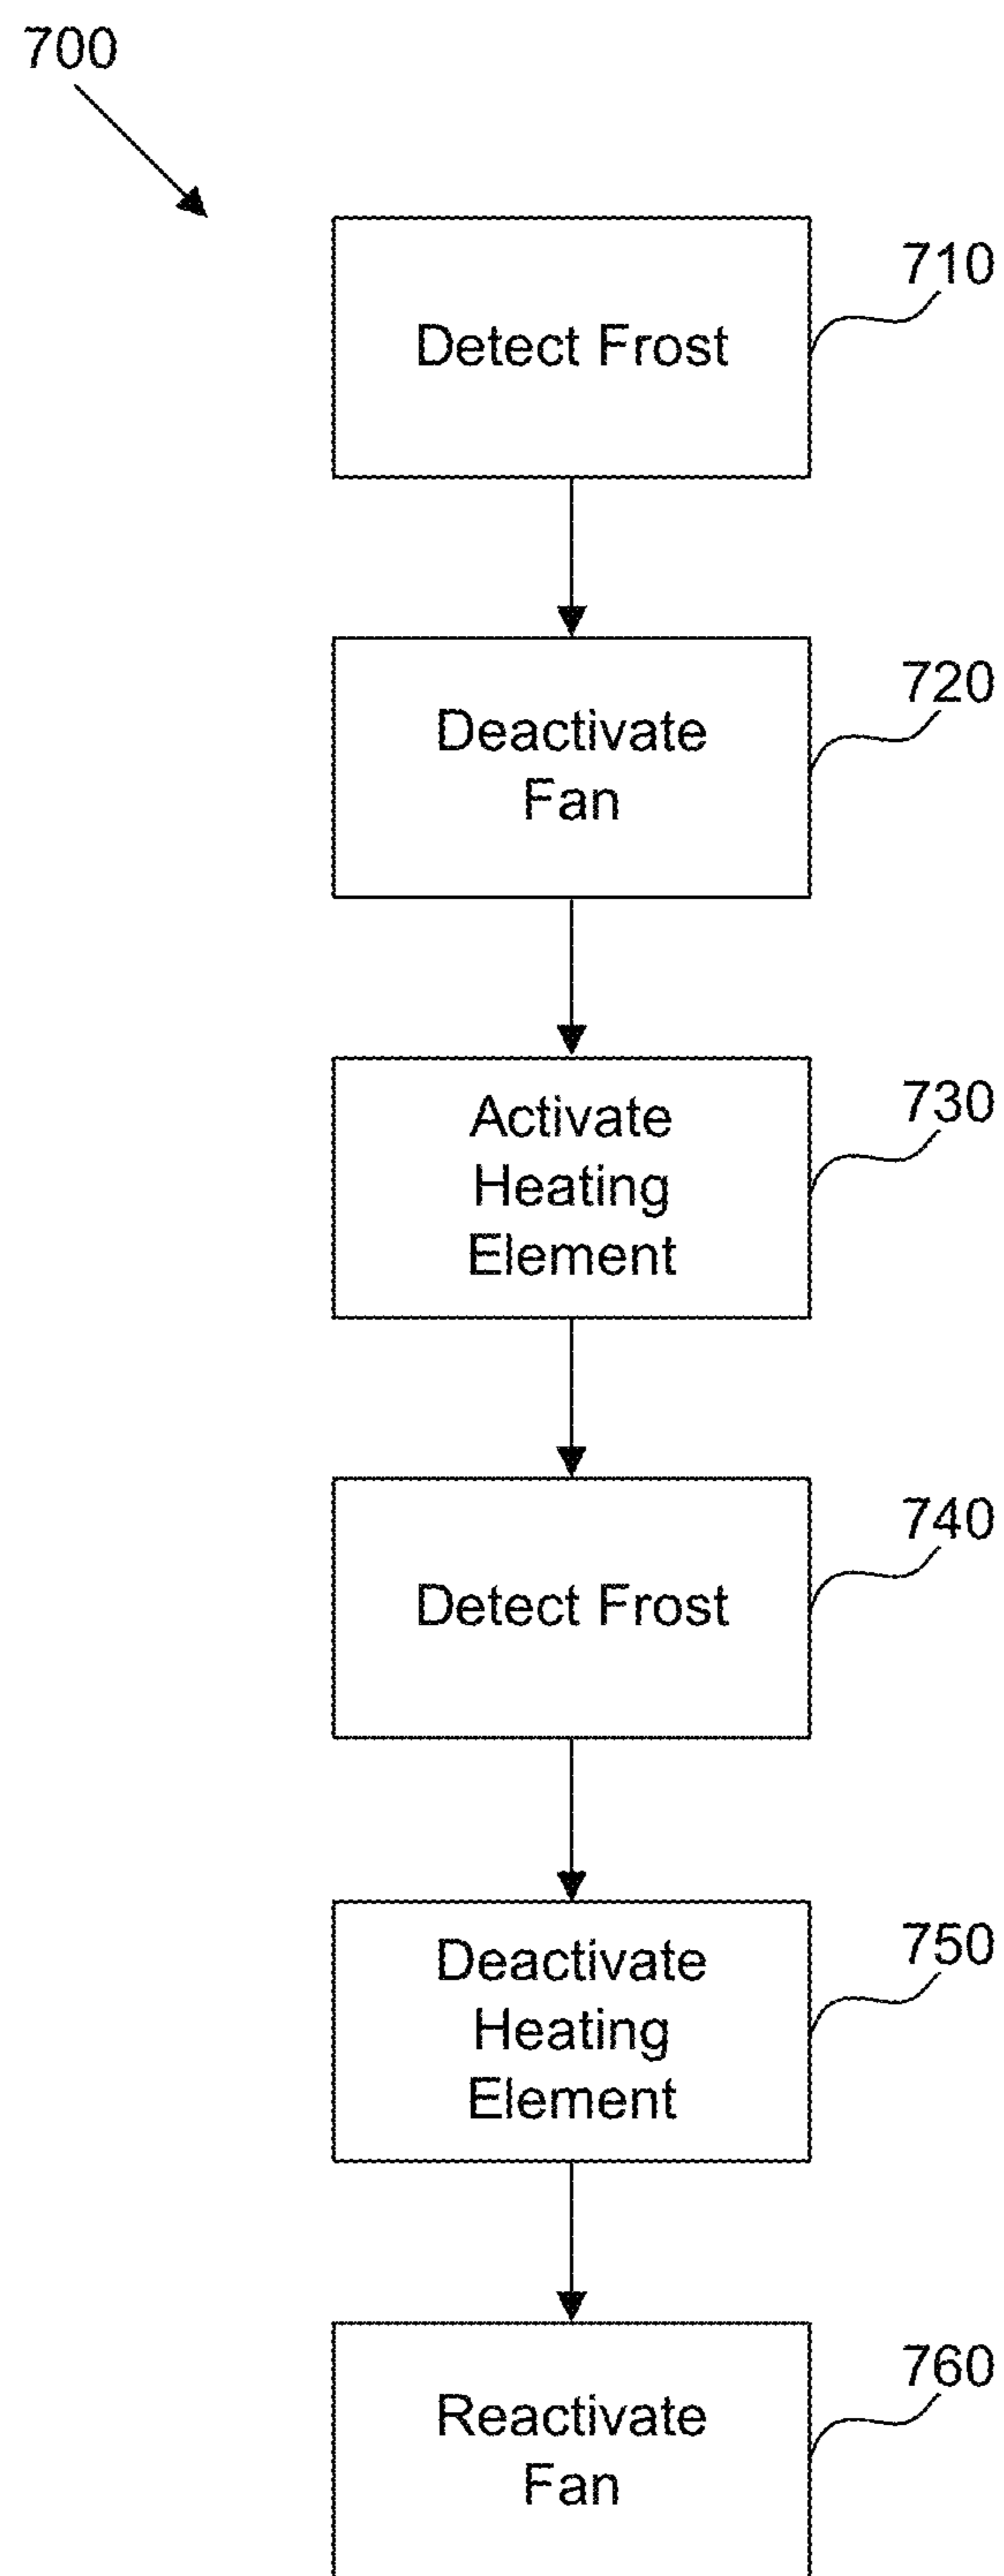 700
710
Detect Frost
720
Deactivate
Fan
730
Activate
Heating
Element
740
Detect Frost
750
Deactivate
Heating
Element
760
Reactivate
Fan